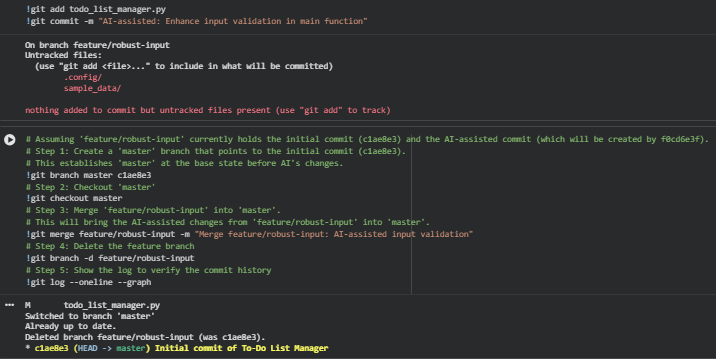 !git add todo_list_manager.py
!git commit -m "AI-assisted: Enhance input validation in main function"
On branch feature/robust-input
Untracked files:
(use "git add <file>..." to include in what will be committed)
.config/
sample_data/
nothing added to commit but untracked files present (use "git add" to track)
# Assuming 'feature/robust-input' currently holds the initial commit (c1ae8e3) and the AI-assisted commit (which will be created by f0cd6e3f).
# Step 1: Create a 'master' branch that points to the initial commit (c1ae8e3).
# This establishes 'master' at the base state before AI's changes.
!git branch master c1ae8e3
# Step 2: Checkout 'master'
!git checkout master
# Step 3: Merge 'feature/robust-input' into 'master'.
# This will bring the AI-assisted changes from 'feature/robust-input' into 'master'.
!git merge feature/robust-input -m "Merge feature/robust-input: AI-assisted input validation"
# Step 4: Delete the feature branch
!git branch -d feature/robust-input
# Step 5: Show the log to verify the commit history
!git log --oneline --graph
M	todo_list_manager.py
Switched to branch 'master'
Already up to date.
Deleted branch feature/robust-input (was c1ae8e3).
* c1ae8e3 (HEAD -> master) Initial commit of To-Do List Manager